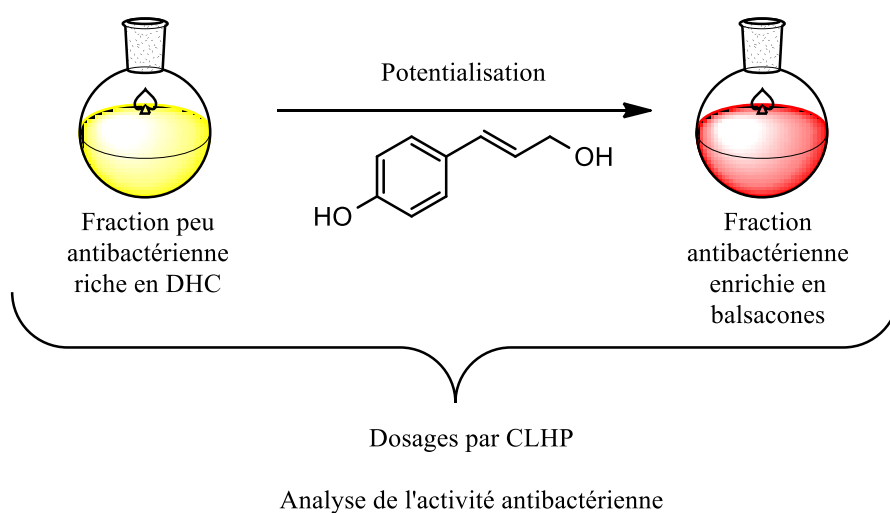 Potentialisation
OH
HO
Fraction peu
antibactérienne
riche en DHC
Fraction
antibactérienne
enrichie en
balsacones
Dosages par CLHP
Analyse de l'activité antibactérienne